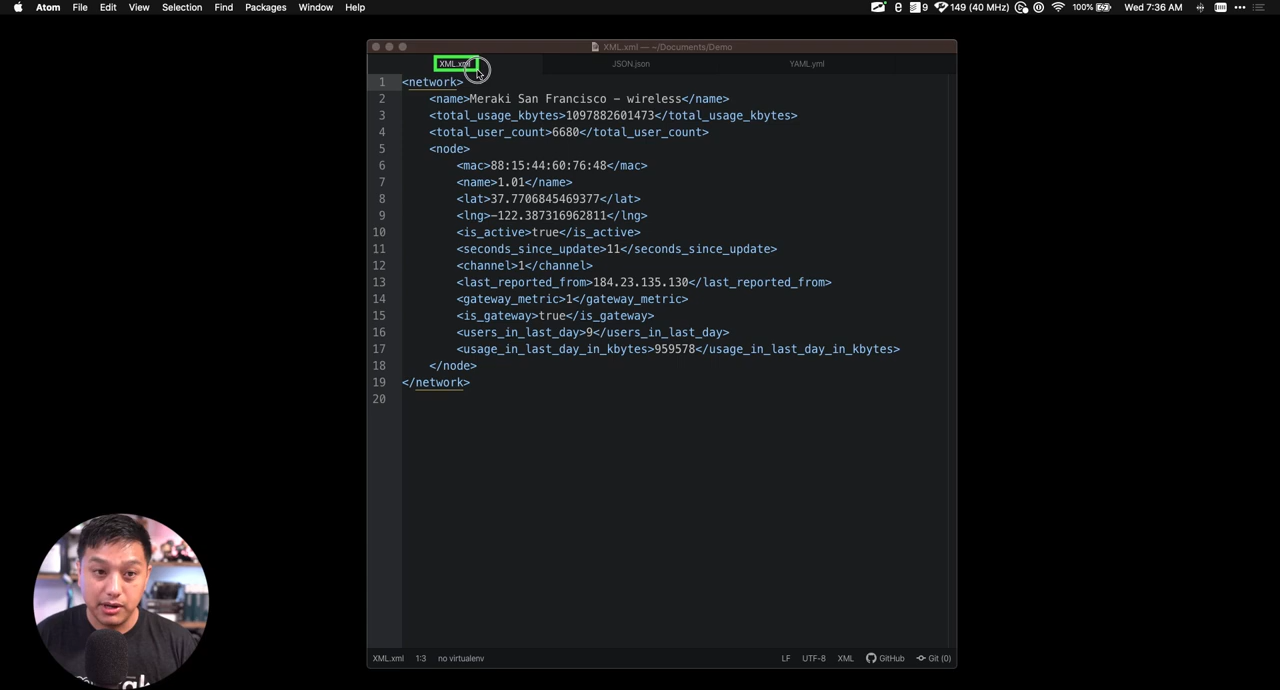 Atom File Edit View Selection Find Packages Window Help 9 149 (40 MHz) 100% Wed 7:36 AM
XML.xml — ~/Documents/Demo
XML.xml JSON.json YAML.yml
1 <network>
2 <name>Meraki San Francisco - wireless</name>
3 <total_usage_kbytes>1097882601473</total_usage_kbytes>
4 <total_user_count>6680</total_user_count>
5 <node>
6 <mac>88:15:44:60:76:48</mac>
7 <name>1.01</name>
8 <lat>37.7706845469377</lat>
9 <lng>-122.387316962811</lng>
10 <is_active>true</is_active>
11 <seconds_since_update>11</seconds_since_update>
12 <channel>1</channel>
13 <last_reported_from>184.23.135.130</last_reported_from>
14 <gateway_metric>1</gateway_metric>
15 <is_gateway>true</is_gateway>
16 <users_in_last_day>9</users_in_last_day>
17 <usage_in_last_day_in_kbytes>959578</usage_in_last_day_in_kbytes>
18 </node>
19 </network>
20
XML.xml 1:3 no virtualenv LF UTF-8 XML GitHub Git (0)